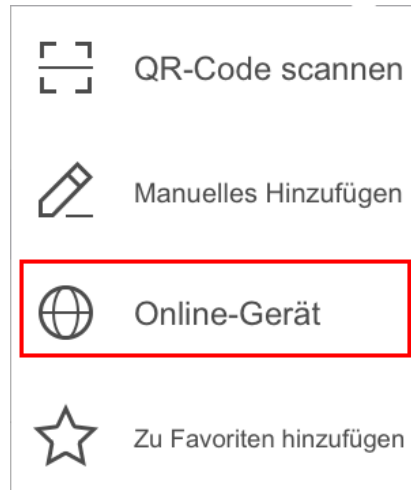 QR-Code scannen
Manuelles Hinzufügen
Online-Gerät
Zu Favoriten hinzufügen